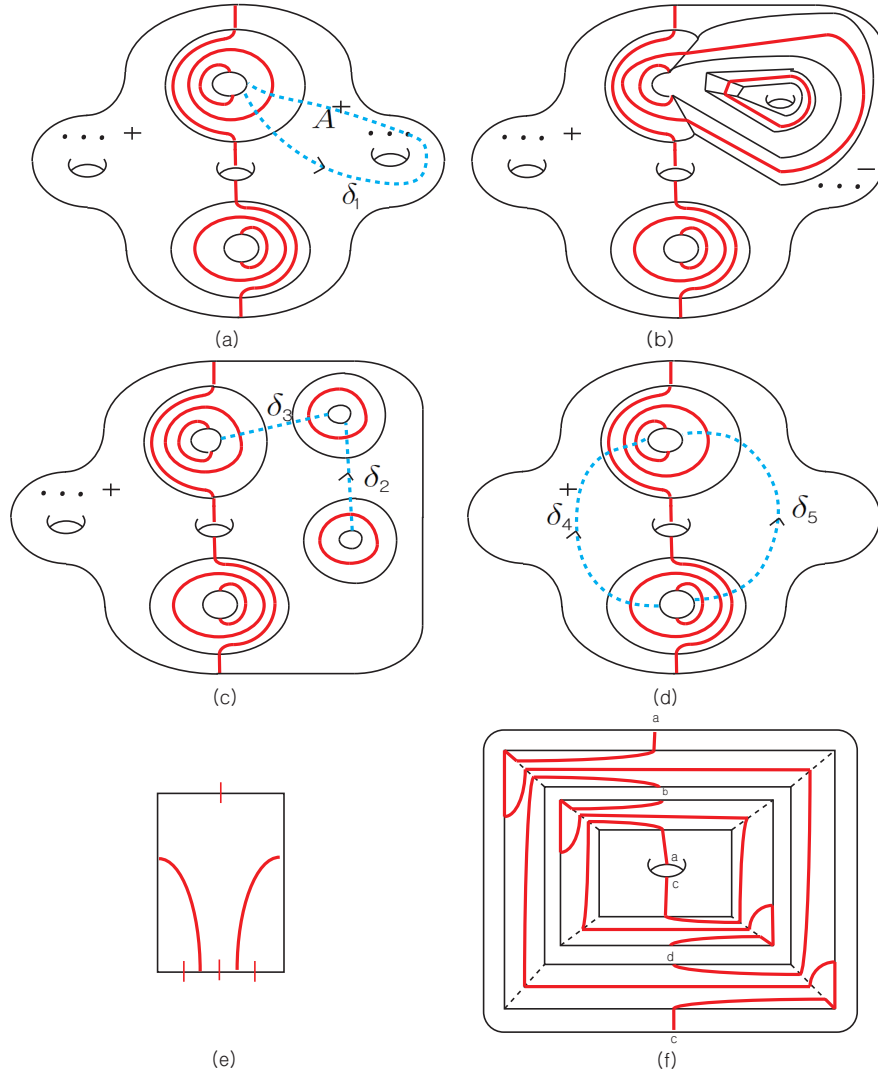 ... +
A +
...
δ₁
(a)
... +
... −
(b)
δ₃
δ₂
... +
(c)
+
δ₄
δ₅
(d)
(e)
a
b
a
c
d
c
(f)